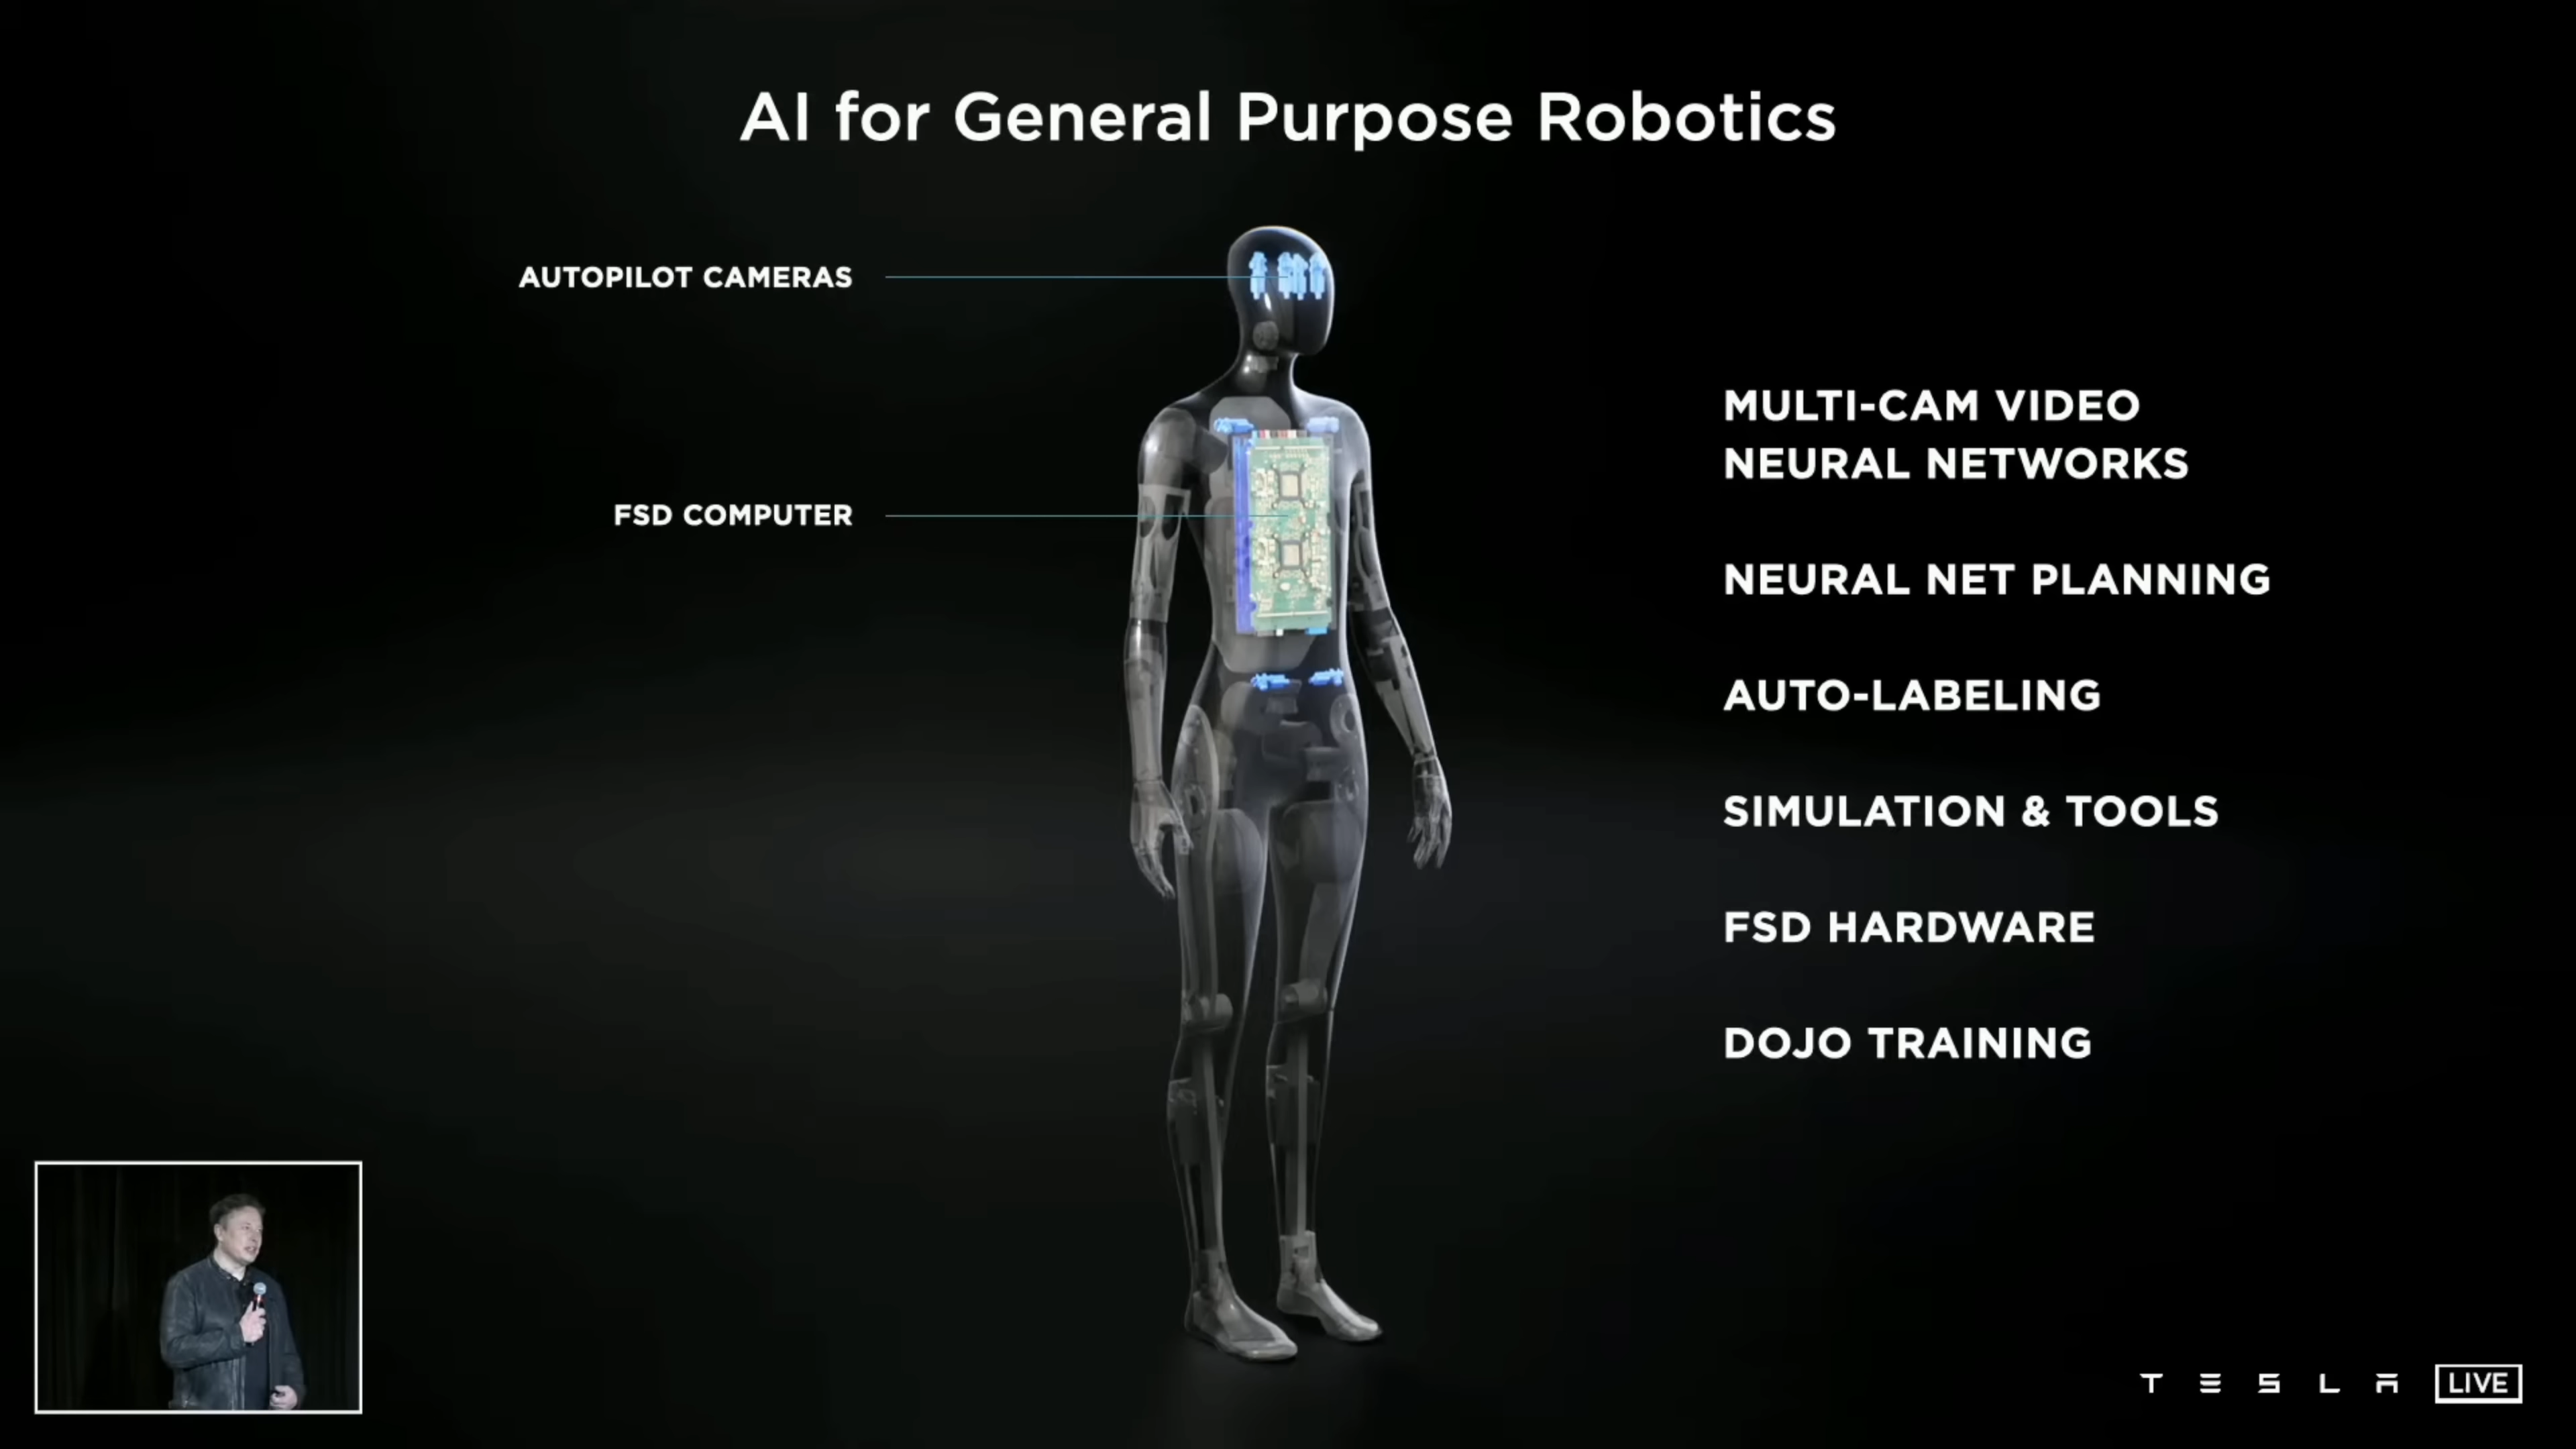 AI for General Purpose Robotics
AUTOPILOT CAMERAS
FSD COMPUTER
MULTI-CAM VIDEO
NEURAL NETWORKS
NEURAL NET PLANNING
AUTO-LABELING
SIMULATION & TOOLS
FSD HARDWARE
DOJO TRAINING
TESLA LIVE